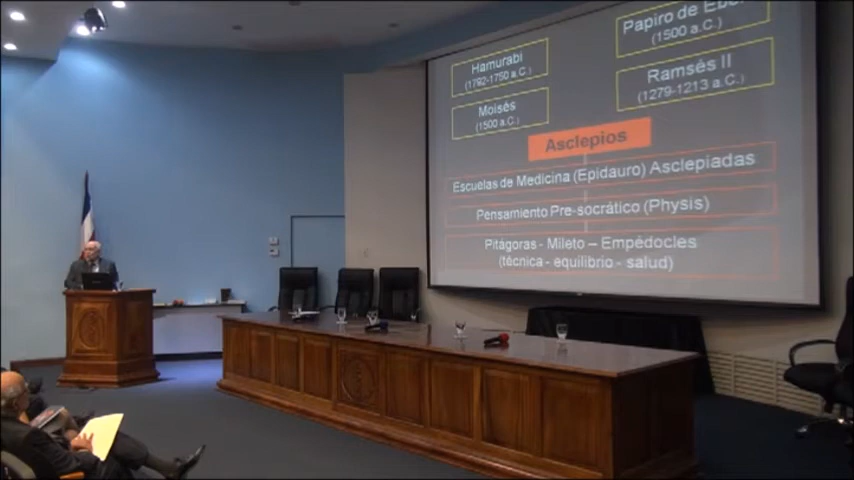 Hamurabi
(1792-1750 a.C.)
Moisés
(1500 a.C.)
Papiro de
(1500 a.C.)
Ramsés II
(1279-1213 a.C.)
Asclepios
Escuelas de Medicina (Epidauro) Asclepiadas
Pensamiento Pre-socrático (Physis)
Pitágoras - Mileto – Empédocles
(técnica - equilibrio - salud)